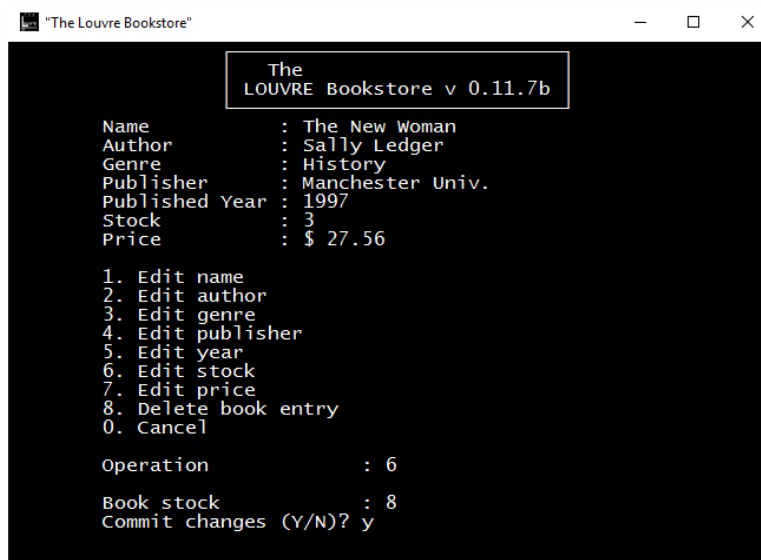 "The Louvre Bookstore"
The
LOUVRE Bookstore v 0.11.7b
Name : The New Woman
Author : Sally Ledger
Genre : History
Publisher : Manchester Univ.
Published Year : 1997
Stock : 3
Price : $ 27.56
1. Edit name
2. Edit author
3. Edit genre
4. Edit publisher
5. Edit year
6. Edit stock
7. Edit price
8. Delete book entry
0. Cancel
Operation : 6
Book stock : 8
Commit changes (Y/N)? y